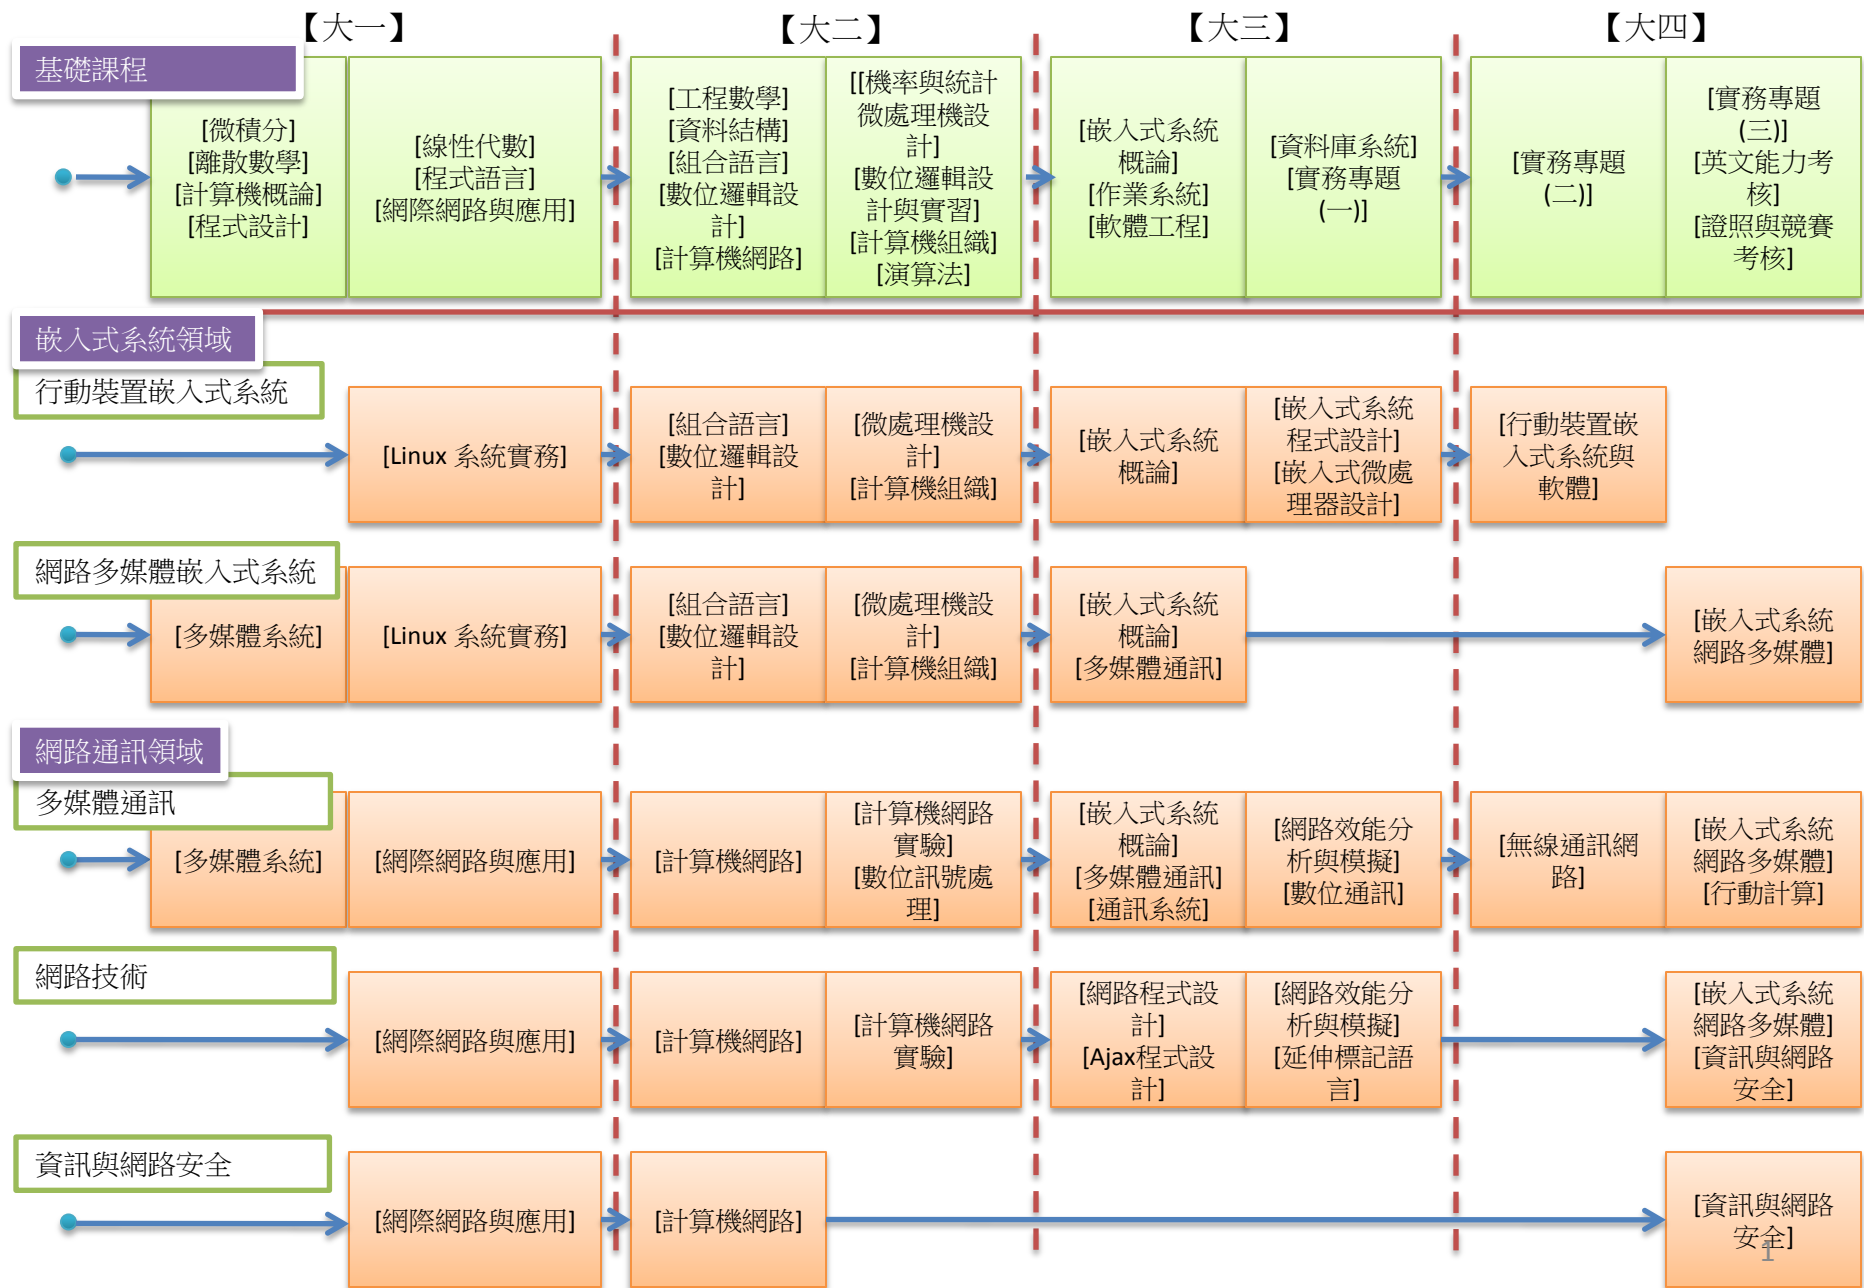 【大一】
【大二】
【大三】
【大四】
基礎課程
[微積分]
[離散數學]
[計算機概論]
[程式設計]
[線性代數]
[程式語言]
[網際網路與應用]
[工程數學]
[資料結構]
[組合語言]
[數位邏輯設
計]
[計算機網路]
[[機率與統計
微處理機設
計]
[數位邏輯設
計與實習]
[計算機組織]
[演算法]
[嵌入式系統
概論]
[作業系統]
[軟體工程]
[資料庫系統]
[實務專題
(一)]
[實務專題
(二)]
[實務專題
(三)]
[英文能力考
核]
[證照與競賽
考核]
嵌入式系統領域
行動裝置嵌入式系統
[Linux 系統實務]
[組合語言]
[數位邏輯設
計]
[微處理機設
計]
[計算機組織]
[嵌入式系統
概論]
[嵌入式系統
程式設計]
[嵌入式微處
理器設計]
[行動裝置嵌
入式系統與
軟體]
網路多媒體嵌入式系統
[多媒體系統]
[Linux 系統實務]
[組合語言]
[數位邏輯設
計]
[微處理機設
計]
[計算機組織]
[嵌入式系統
概論]
[多媒體通訊]
[嵌入式系統
網路多媒體]
網路通訊領域
多媒體通訊
[多媒體系統]
[網際網路與應用]
[計算機網路]
[計算機網路
實驗]
[數位訊號處
理]
[嵌入式系統
概論]
[多媒體通訊]
[通訊系統]
[網路效能分
析與模擬]
[數位通訊]
[無線通訊網
路]
[嵌入式系統
網路多媒體]
[行動計算]
網路技術
[網際網路與應用]
[計算機網路]
[計算機網路
實驗]
[網路程式設
計]
[Ajax程式設
計]
[網路效能分
析與模擬]
[延伸標記語
言]
[嵌入式系統
網路多媒體]
[資訊與網路
安全]
資訊與網路安全
[網際網路與應用]
[計算機網路]
[資訊與網路
安全]
1